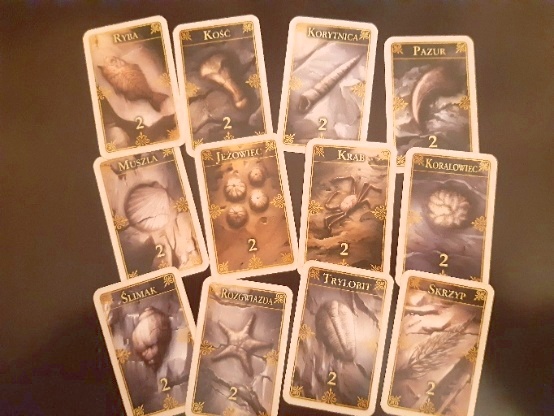 Ryba
2
Kość
2
Korytnica
2
Pazur
2
Muszla
2
Jeżowiec
2
Krab
2
Koralowiec
2
Ślimak
2
Rozgwiazda
2
Trylobit
2
Skrzyp
2